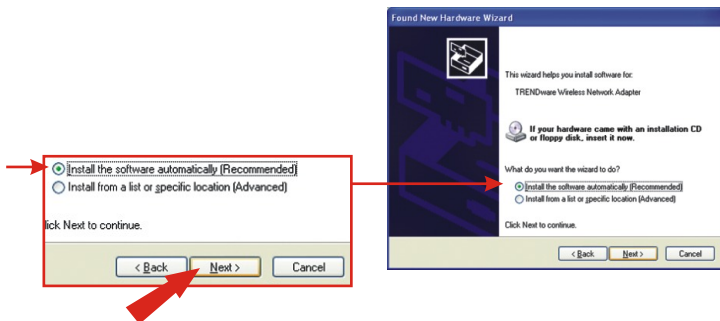 Found New Hardware Wizard
This wizard helps you install software for:
TRENDware Wireless Network Adapter
If your hardware came with an installation CD
or floppy disk, insert it now.
What do you want the wizard to do?
Install the software automatically (Recommended)
Install from a list or specific location (Advanced)
Click Next to continue.
< Back
Next >
Cancel
Install the software automatically (Recommended)
Install from a list or specific location (Advanced)
lick Next to continue.
< Back
Next >
Cancel